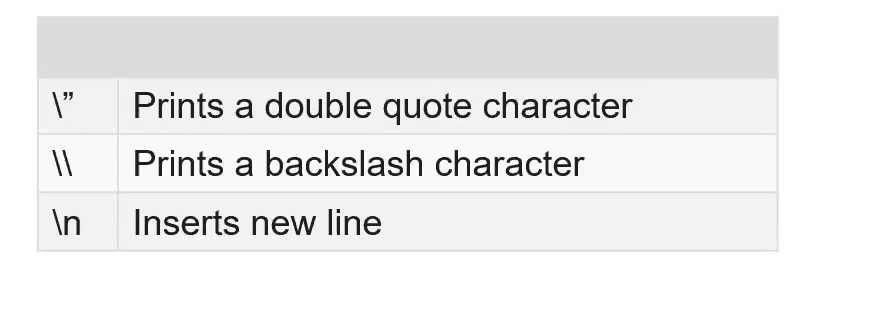 \” Prints a double quote character
\\ Prints a backslash character
\n Inserts new line